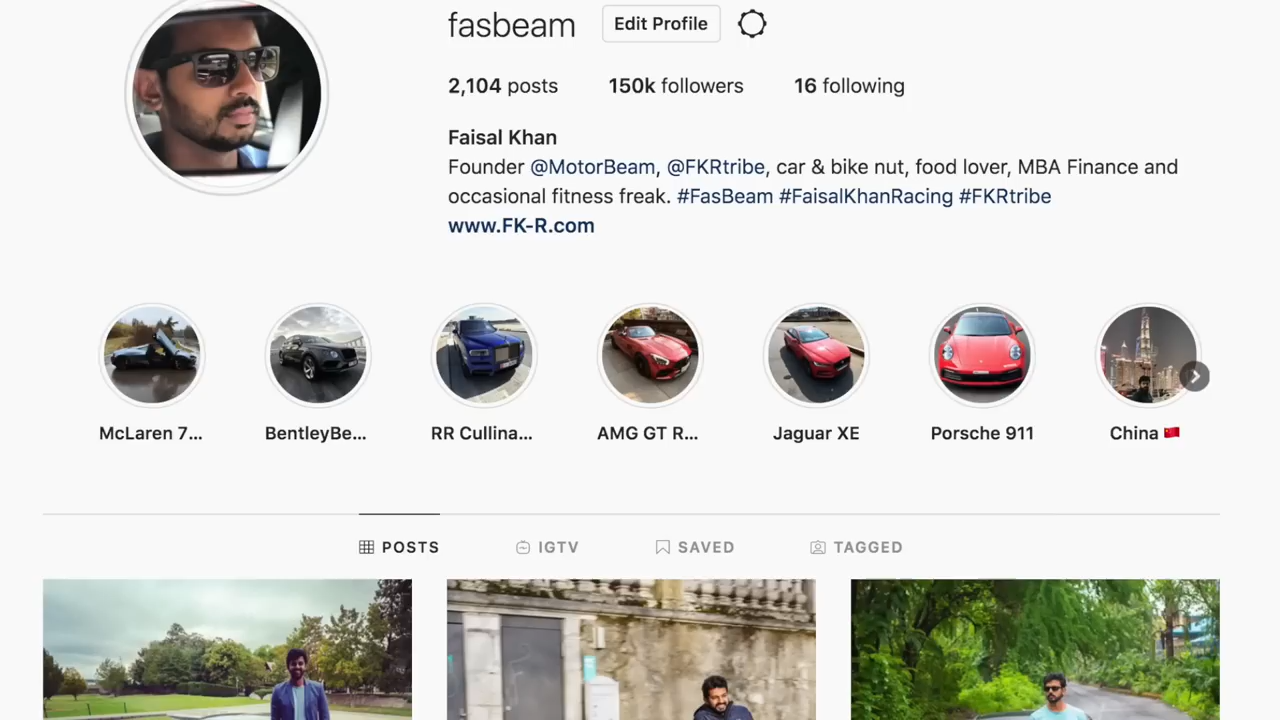 fasbeam
Edit Profile
2,104 posts
150k followers
16 following
Faisal Khan
Founder @MotorBeam, @FKRtribe, car & bike nut, food lover, MBA Finance and
occasional fitness freak. #FasBeam #FaisalKhanRacing #FKRtribe
www.FK-R.com
McLaren 7...
BentleyBe...
RR Cullina...
AMG GT R...
Jaguar XE
Porsche 911
China 🇨🇳
POSTS
IGTV
SAVED
TAGGED